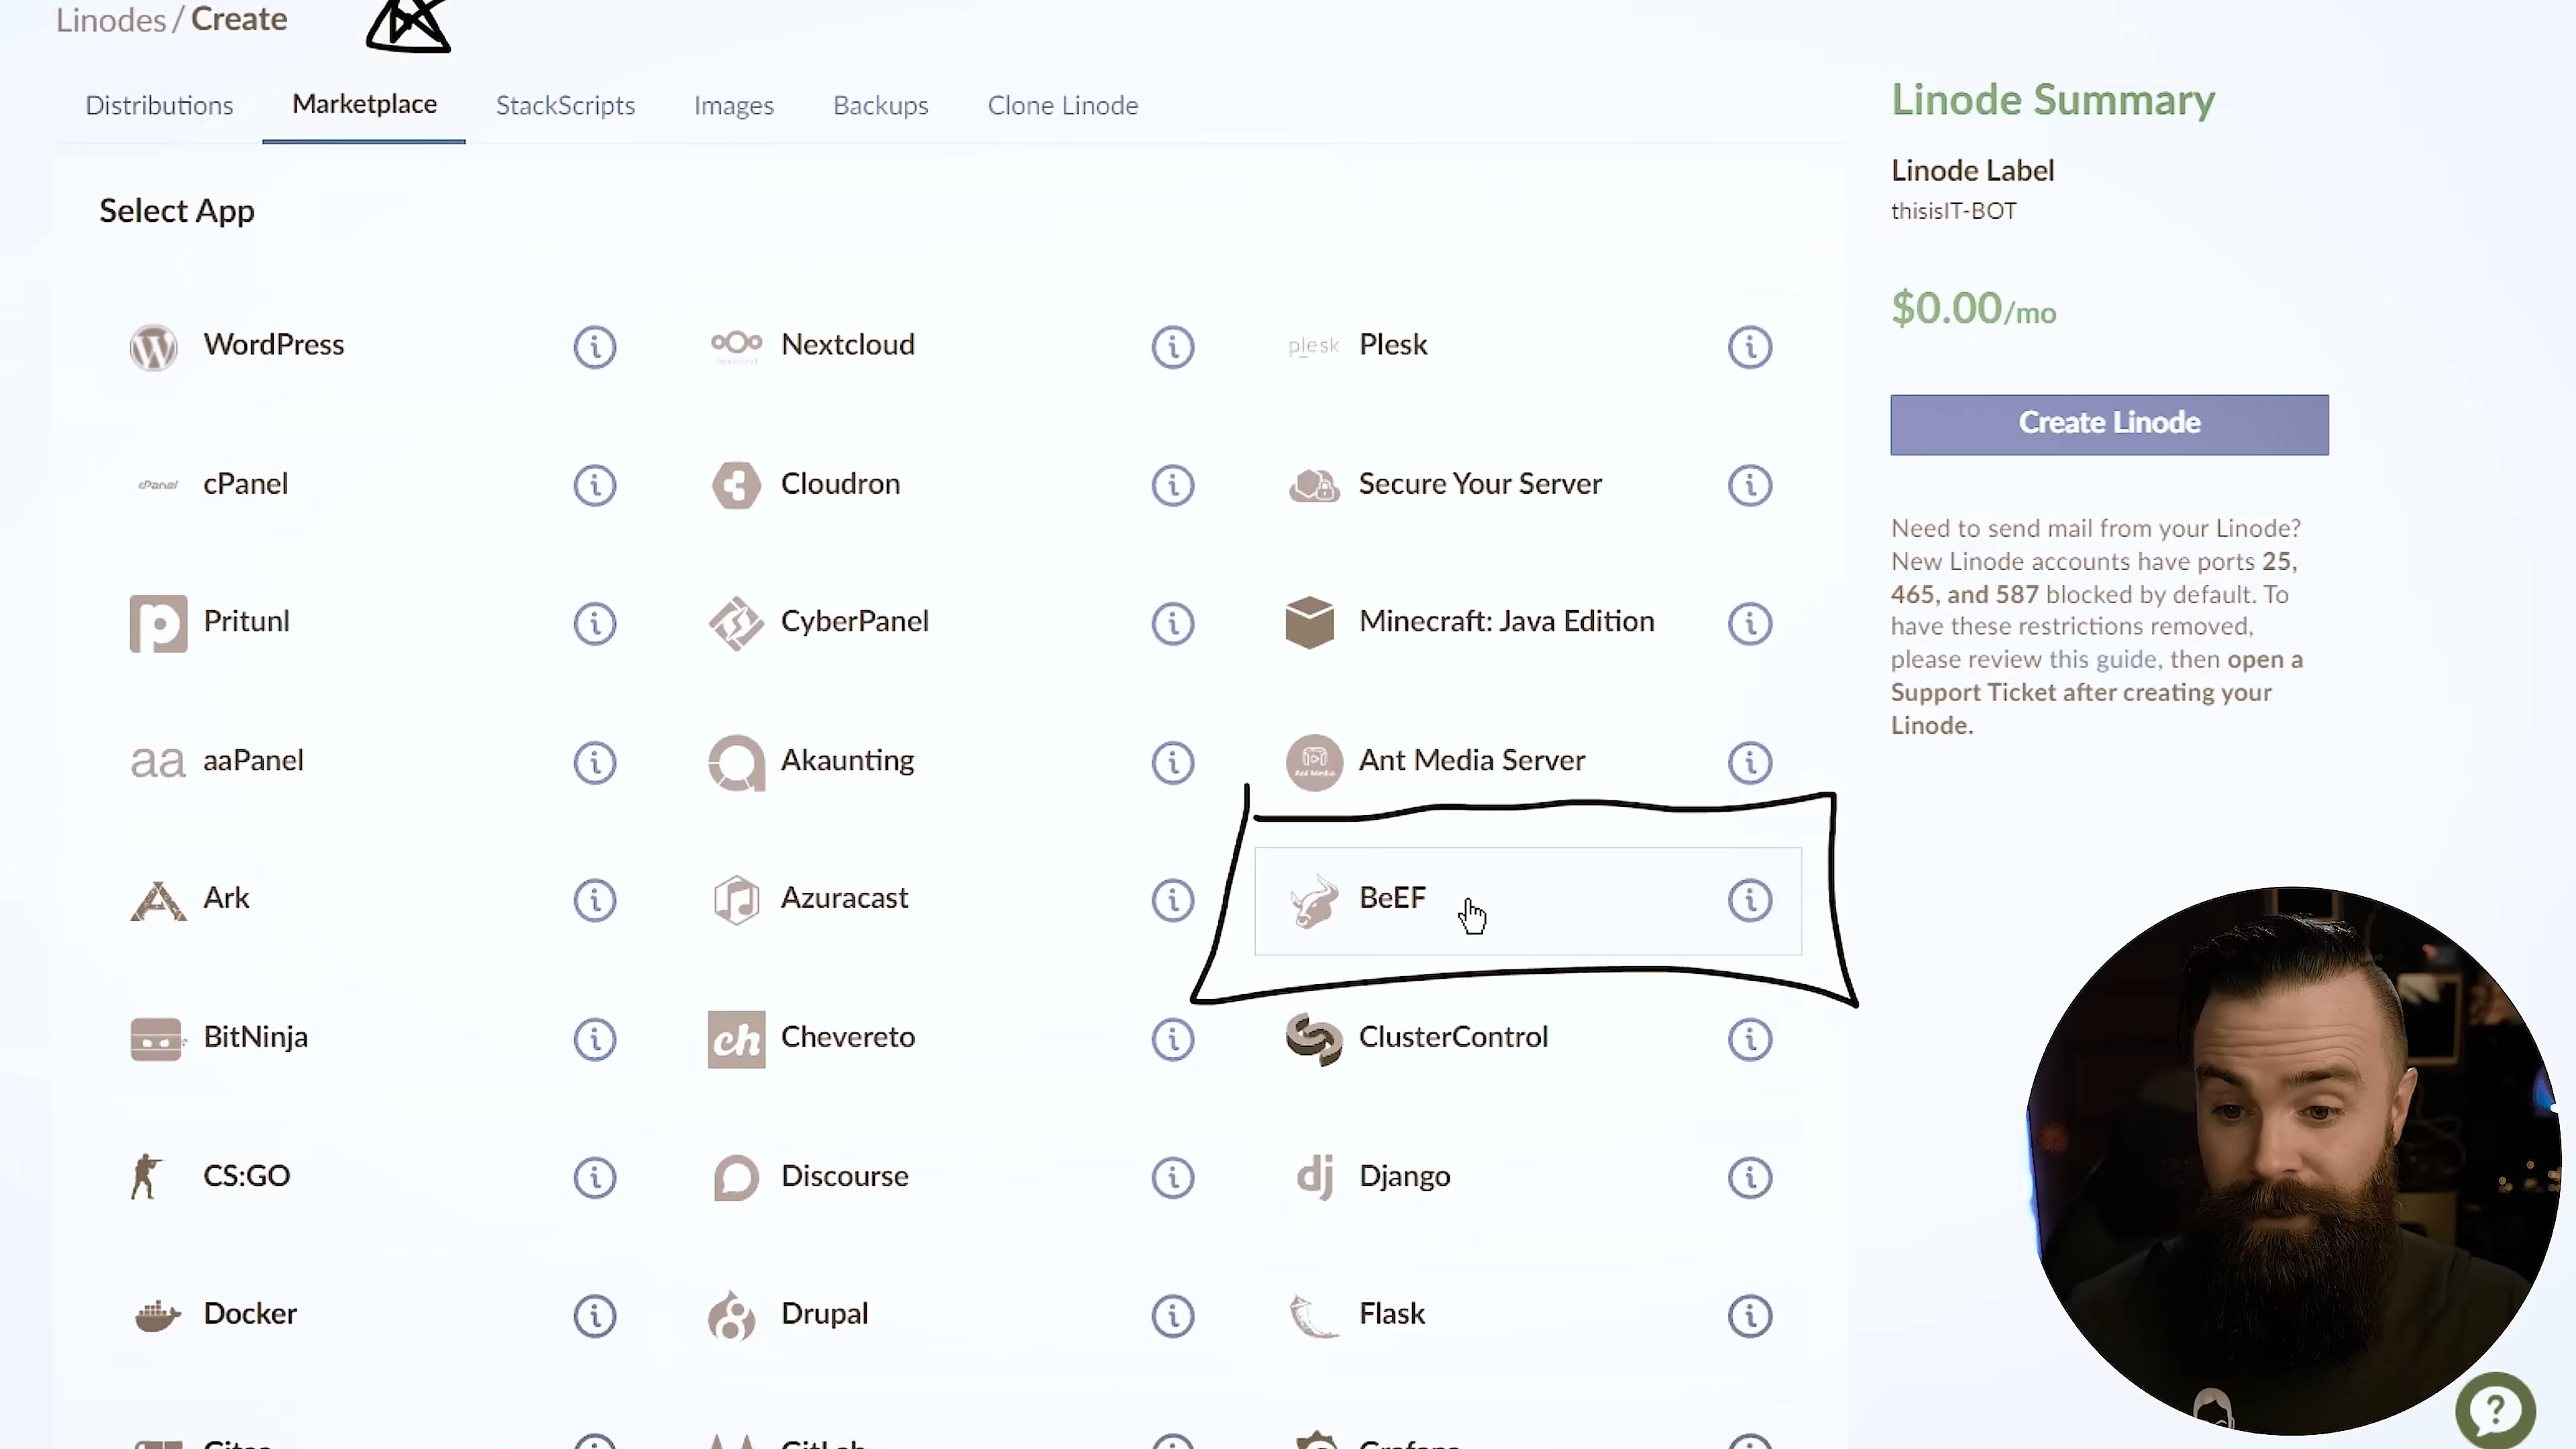 Linodes / Create
Distributions
Marketplace
StackScripts
Images
Backups
Clone Linode
Select App
WordPress
Nextcloud
plesk Plesk
cPanel cPanel
Cloudron
Secure Your Server
Pritunl
CyberPanel
Minecraft: Java Edition
aa aaPanel
Akaunting
Ant Media Server
Ark
Azuracast
BeEF
BitNinja
ch Chevereto
ClusterControl
CS:GO
Discourse
dj Django
Docker
Drupal
Flask
Linode Summary
Linode Label
thisisIT-BOT
$0.00/mo
Create Linode
Need to send mail from your Linode?
New Linode accounts have ports 25,
465, and 587 blocked by default. To
have these restrictions removed,
please review this guide, then open a
Support Ticket after creating your
Linode.